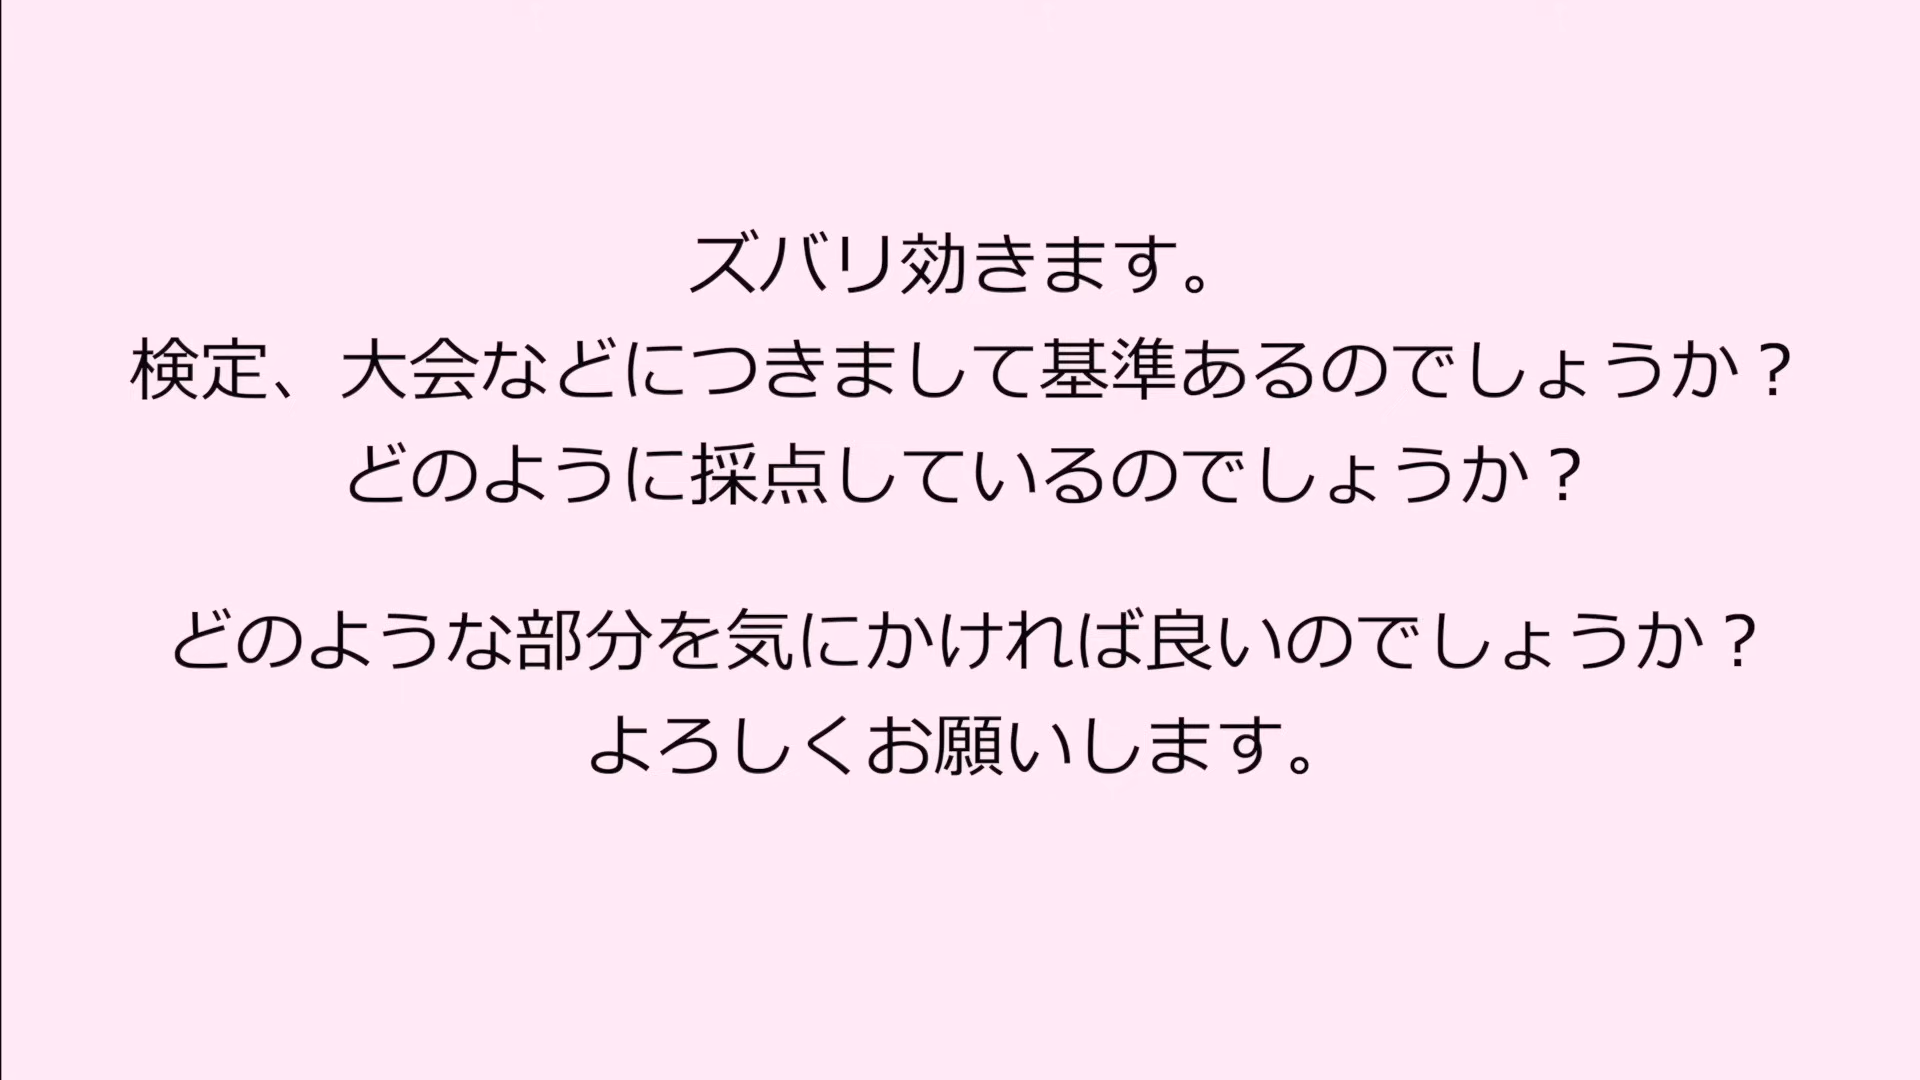 ズバリ効きます。
検定、大会などにつきまして基準あるのでしょうか？
どのように採点しているのでしょうか？
どのような部分を気にかければ良いのでしょうか？
よろしくお願いします。